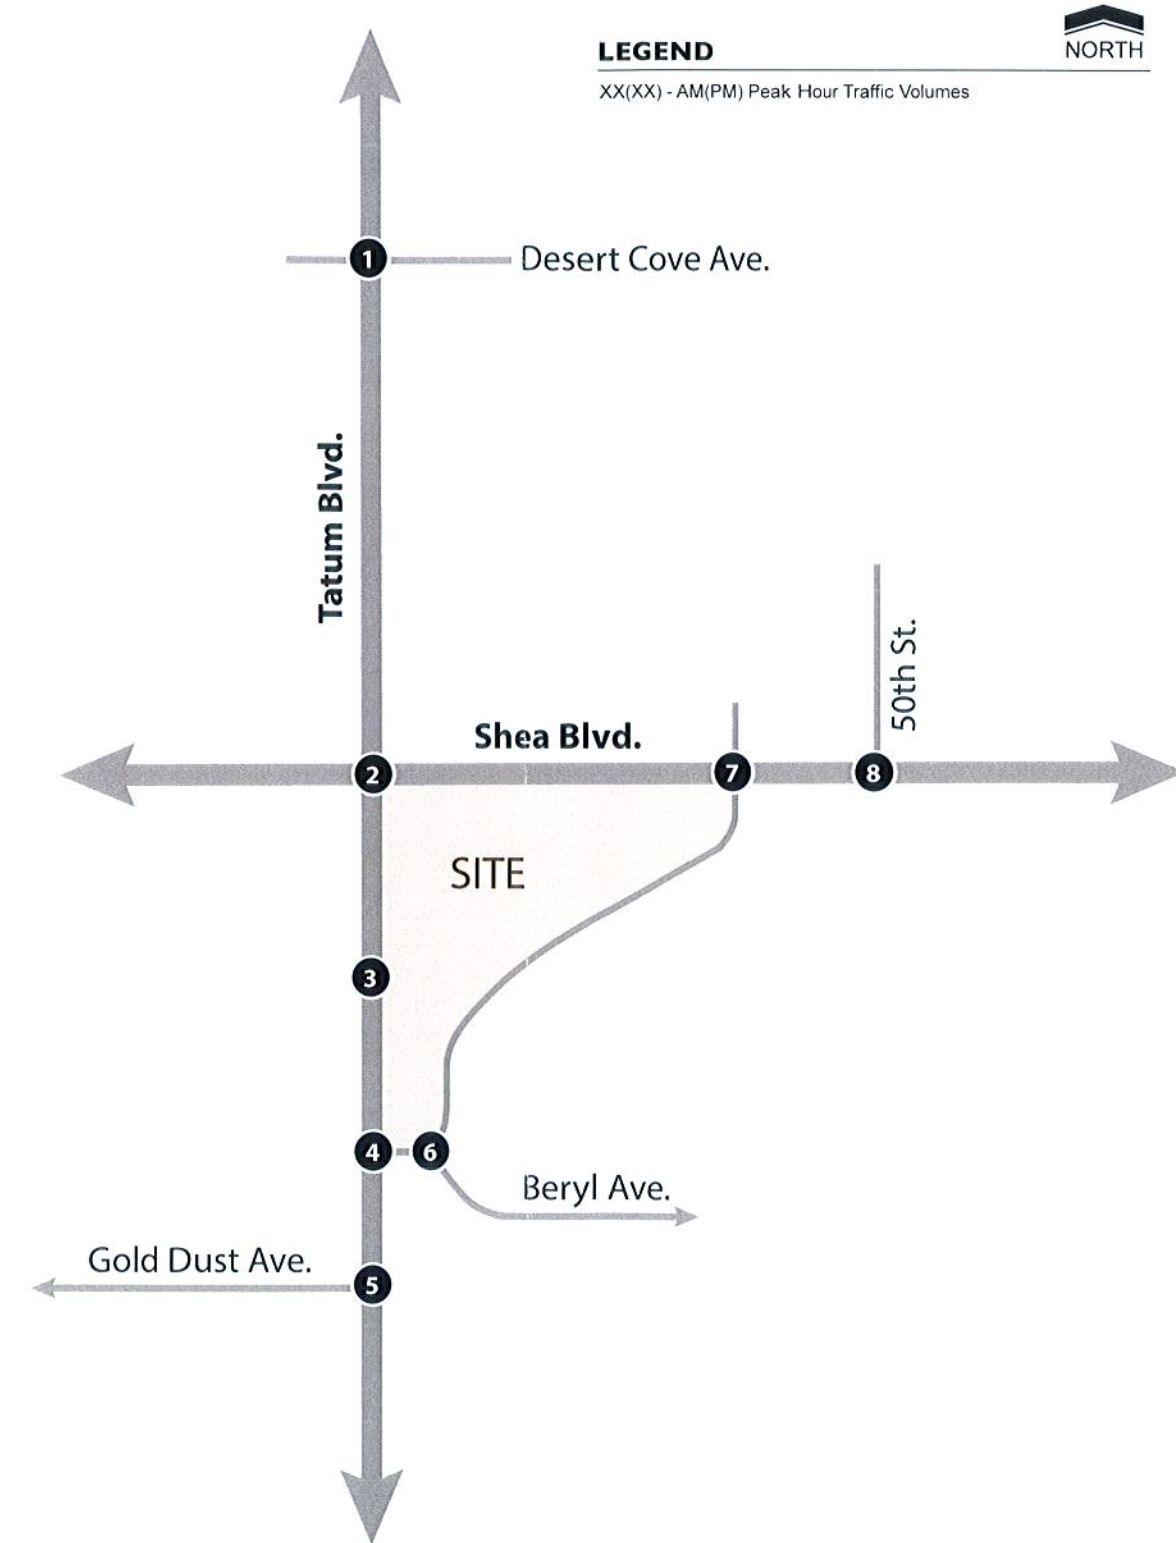 LEGEND
NORTH
XX(XX) - AM(PM) Peak Hour Traffic Volumes
1
Desert Cove Ave.
Tatum Blvd.
50th St.
Shea Blvd.
2
7
8
SITE
3
4
6
Beryl Ave.
Gold Dust Ave.
5